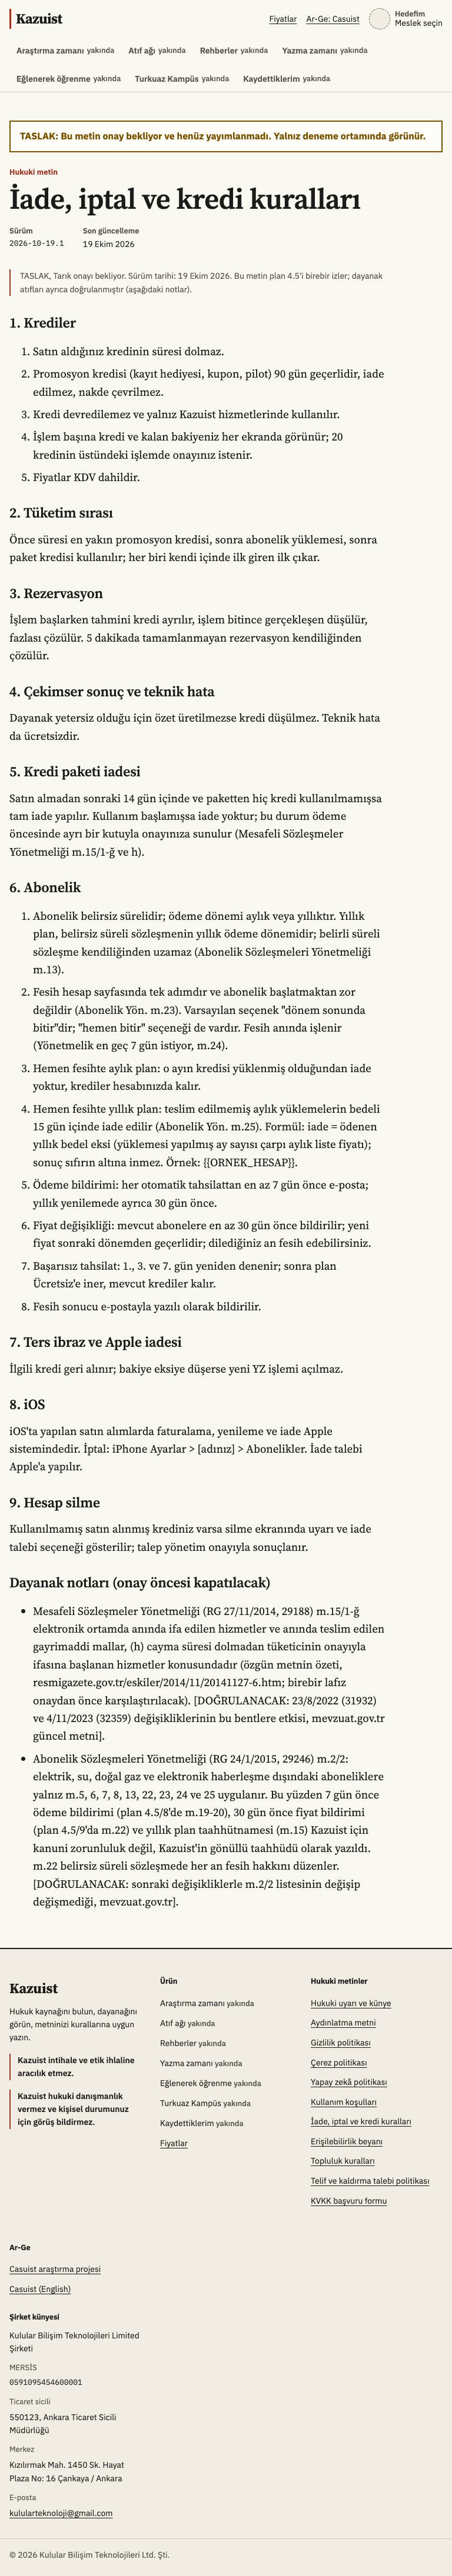 Kazuist
Fiyatlar
Ar-Ge: Casuist
Hedefim
Meslek seçin
Araştırma zamanı yakında
Atıf ağı yakında
Rehberler yakında
Yazma zamanı yakında
Eğlenerek öğrenme yakında
Turkuaz Kampüs yakında
Kaydettiklerim yakında
TASLAK: Bu metin onay bekliyor ve henüz yayımlanmadı. Yalnız deneme ortamında görünür.
Hukuki metin
İade, iptal ve kredi kuralları
Sürüm
2026-10-19.1
Son güncelleme
19 Ekim 2026
TASLAK, Tarık onayı bekliyor. Sürüm tarihi: 19 Ekim 2026. Bu metin plan 4.5'i birebir izler; dayanak
atıfları ayrıca doğrulanmıştır (aşağıdaki notlar).
1. Krediler
1. Satın aldığınız kredinin süresi dolmaz.
2. Promosyon kredisi (kayıt hediyesi, kupon, pilot) 90 gün geçerlidir, iade
edilmez, nakde çevrilmez.
3. Kredi devredilemez ve yalnız Kazuist hizmetlerinde kullanılır.
4. İşlem başına kredi ve kalan bakiyeniz her ekranda görünür; 20
kredinin üstündeki işlemde onayınız istenir.
5. Fiyatlar KDV dahildir.
2. Tüketim sırası
Önce süresi en yakın promosyon kredisi, sonra abonelik yüklemesi, sonra
paket kredisi kullanılır; her biri kendi içinde ilk giren ilk çıkar.
3. Rezervasyon
İşlem başlarken tahmini kredi ayrılır, işlem bitince gerçekleşen düşülür,
fazlası çözülür. 5 dakikada tamamlanmayan rezervasyon kendiliğinden
çözülür.
4. Çekimser sonuç ve teknik hata
Dayanak yetersiz olduğu için özet üretilmezse kredi düşülmez. Teknik hata
da ücretsizdir.
5. Kredi paketi iadesi
Satın almadan sonraki 14 gün içinde ve paketten hiç kredi kullanılmamışsa
tam iade yapılır. Kullanım başlamışsa iade yoktur; bu durum ödeme
öncesinde ayrı bir kutuyla onayınıza sunulur (Mesafeli Sözleşmeler
Yönetmeliği m.15/1-ğ ve h).
6. Abonelik
1. Abonelik belirsiz sürelidir; ödeme dönemi aylık veya yıllıktır. Yıllık
plan, belirsiz süreli sözleşmenin yıllık ödeme dönemidir; belirli süreli
sözleşme kendiliğinden uzamaz (Abonelik Sözleşmeleri Yönetmeliği
m.13).
2. Fesih hesap sayfasında tek adımdır ve abonelik başlatmaktan zor
değildir (Abonelik Yön. m.23). Varsayılan seçenek "dönem sonunda
bitir"dir; "hemen bitir" seçeneği de vardır. Fesih anında işlenir
(Yönetmelik en geç 7 gün istiyor, m.24).
3. Hemen fesihte aylık plan: o ayın kredisi yüklenmiş olduğundan iade
yoktur, krediler hesabınızda kalır.
4. Hemen fesihte yıllık plan: teslim edilmemiş aylık yüklemelerin bedeli
15 gün içinde iade edilir (Abonelik Yön. m.25). Formül: iade = ödenen
yıllık bedel eksi (yüklemesi yapılmış ay sayısı çarpı aylık liste fiyatı);
sonuç sıfırın altına inmez. Örnek: {{ORNEK_HESAP}}.
5. Ödeme bildirimi: her otomatik tahsilattan en az 7 gün önce e-posta;
yıllık yenilemede ayrıca 30 gün önce.
6. Fiyat değişikliği: mevcut abonelere en az 30 gün önce bildirilir; yeni
fiyat sonraki dönemden geçerlidir; dilediğiniz an fesih edebilirsiniz.
7. Başarısız tahsilat: 1., 3. ve 7. gün yeniden denenir; sonra plan
Ücretsiz'e iner, mevcut krediler kalır.
8. Fesih sonucu e-postayla yazılı olarak bildirilir.
7. Ters ibraz ve Apple iadesi
İlgili kredi geri alınır; bakiye eksiye düşerse yeni YZ işlemi açılmaz.
8. iOS
iOS'ta yapılan satın alımlarda faturalama, yenileme ve iade Apple
sistemindedir. İptal: iPhone Ayarlar > [adınız] > Abonelikler. İade talebi
Apple'a yapılır.
9. Hesap silme
Kullanılmamış satın alınmış krediniz varsa silme ekranında uyarı ve iade
talebi seçeneği gösterilir; talep yönetim onayıyla sonuçlanır.
Dayanak notları (onay öncesi kapatılacak)
• Mesafeli Sözleşmeler Yönetmeliği (RG 27/11/2014, 29188) m.15/1-ğ
elektronik ortamda anında ifa edilen hizmetler ve anında teslim edilen
gayrimaddi mallar, (h) cayma süresi dolmadan tüketicinin onayıyla
ifasına başlanan hizmetler konusundadır (özgün metnin özeti,
resmigazete.gov.tr/eskiler/2014/11/20141127-6.htm; birebir lafız
onaydan önce karşılaştırılacak). [DOĞRULANACAK: 23/8/2022 (31932)
ve 4/11/2023 (32359) değişikliklerinin bu bentlere etkisi, mevzuat.gov.tr
güncel metni].
• Abonelik Sözleşmeleri Yönetmeliği (RG 24/1/2015, 29246) m.2/2:
elektrik, su, doğal gaz ve elektronik haberleşme dışındaki aboneliklere
yalnız m.5, 6, 7, 8, 13, 22, 23, 24 ve 25 uygulanır. Bu yüzden 7 gün önce
ödeme bildirimi (plan 4.5/8'de m.19-20), 30 gün önce fiyat bildirimi
(plan 4.5/9'da m.22) ve yıllık plan taahhütnamesi (m.15) Kazuist için
kanuni zorunluluk değil, Kazuist'in gönüllü taahhüdü olarak yazıldı.
m.22 belirsiz süreli sözleşmede her an fesih hakkını düzenler.
[DOĞRULANACAK: sonraki değişikliklerle m.2/2 listesinin değişip
değişmediği, mevzuat.gov.tr].
Kazuist
Hukuk kaynağını bulun, dayanağını
görün, metninizi kurallarına uygun
yazın.
Kazuist intihale ve etik ihlaline
aracılık etmez.
Kazuist hukuki danışmanlık
vermez ve kişisel durumunuz
için görüş bildirmez.
Ürün
Araştırma zamanı yakında
Atıf ağı yakında
Rehberler yakında
Yazma zamanı yakında
Eğlenerek öğrenme yakında
Turkuaz Kampüs yakında
Kaydettiklerim yakında
Fiyatlar
Hukuki metinler
Hukuki uyarı ve künye
Aydınlatma metni
Gizlilik politikası
Çerez politikası
Yapay zekâ politikası
Kullanım koşulları
İade, iptal ve kredi kuralları
Erişilebilirlik beyanı
Topluluk kuralları
Telif ve kaldırma talebi politikası
KVKK başvuru formu
Ar-Ge
Casuist araştırma projesi
Casuist (English)
Şirket künyesi
Kulular Bilişim Teknolojileri Limited
Şirketi
MERSİS
0591095454600001
Ticaret sicili
550123, Ankara Ticaret Sicili
Müdürlüğü
Merkez
Kızılırmak Mah. 1450 Sk. Hayat
Plaza No: 16 Çankaya / Ankara
E-posta
kulularteknoloji@gmail.com
© 2026 Kulular Bilişim Teknolojileri Ltd. Şti.